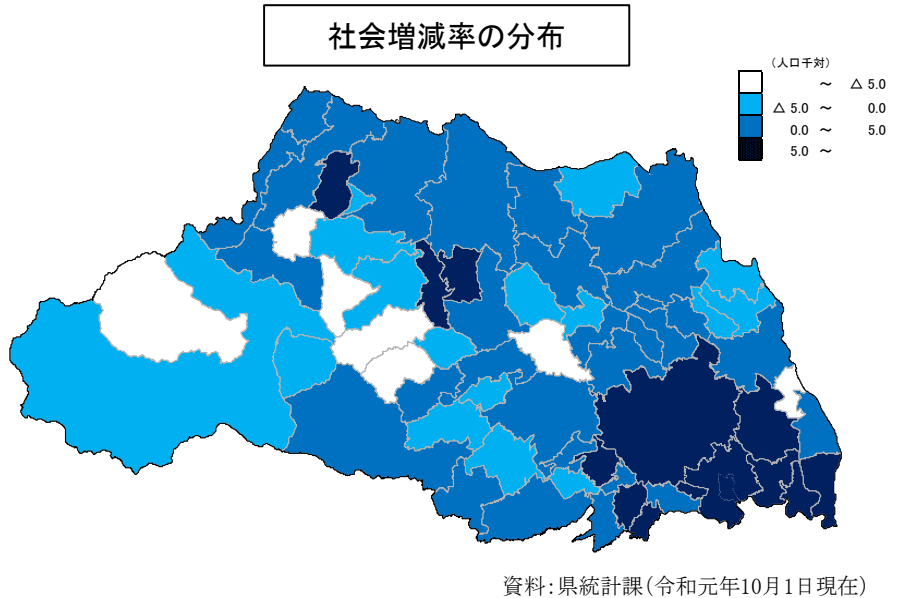 社会増減率の分布
（人口千対）
～ △ 5.0
△ 5.0 ～ 0.0
0.0 ～ 5.0
5.0 ～
資料：県統計課（令和元年10月1日現在）